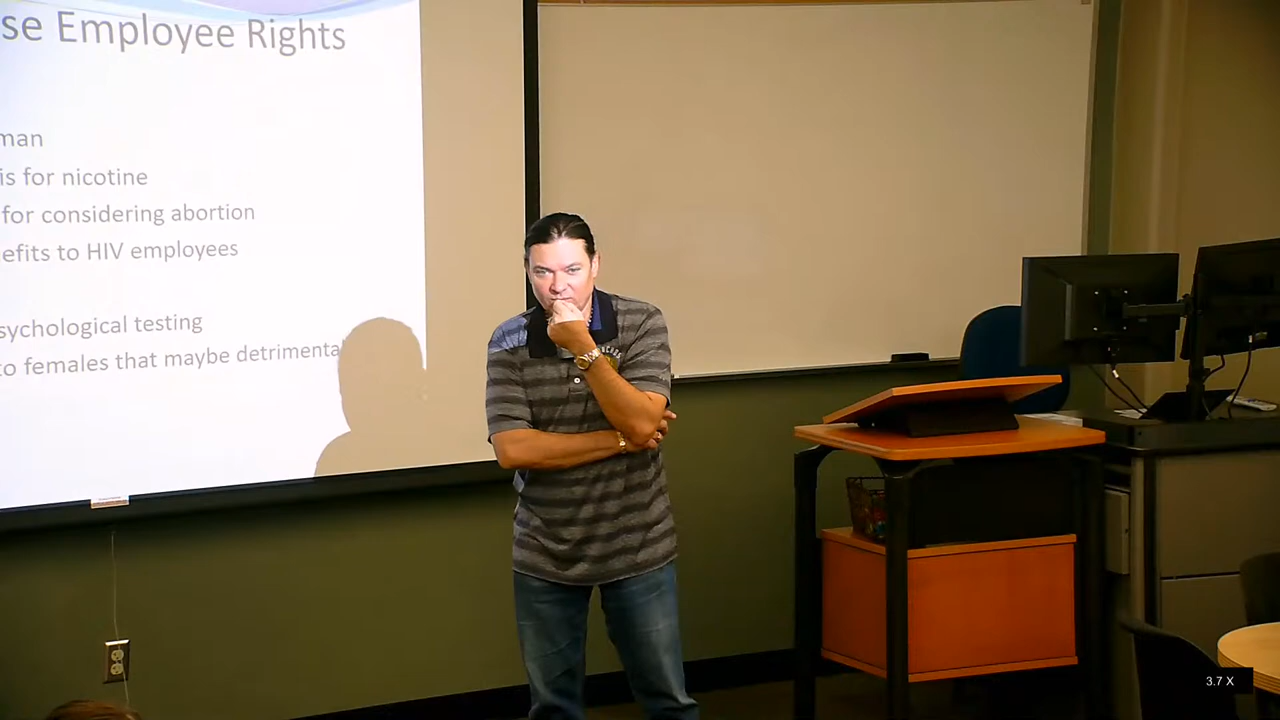 se Employee Rights
man
is for nicotine
for considering abortion
efits to HIV employees
sychological testing
to females that maybe detrimental
3.7 X